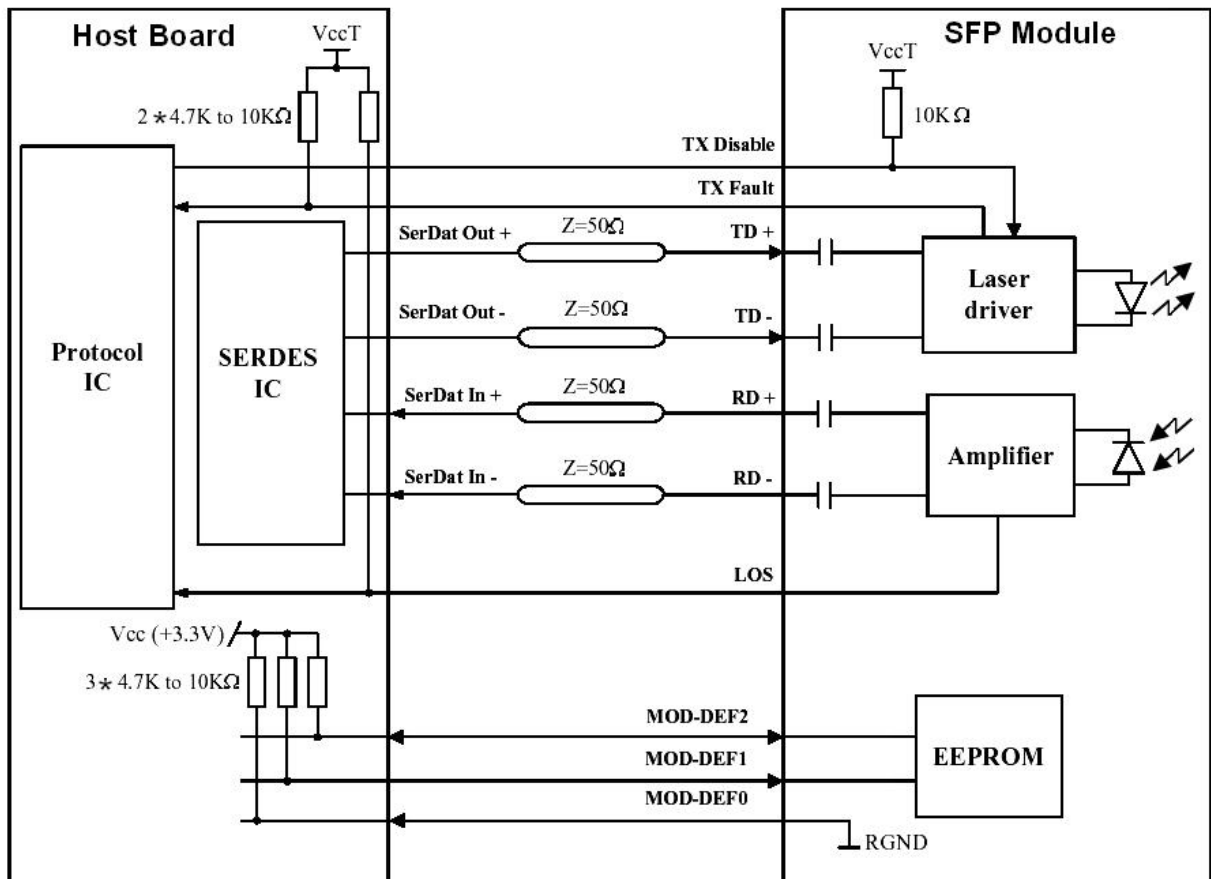 Host Board
SFP Module
VccT
VccT
2*4.7K to 10KΩ
10KΩ
TX Disable
TX Fault
SerDat Out +
Z=50Ω
TD +
Laser
driver
SerDat Out -
Z=50Ω
TD -
Protocol
IC
SERDES
IC
SerDat In +
Z=50Ω
RD +
Amplifier
SerDat In -
Z=50Ω
RD -
LOS
Vcc (+3.3V)
3*4.7K to 10KΩ
MOD-DEF2
MOD-DEF1
EEPROM
MOD-DEF0
RGND